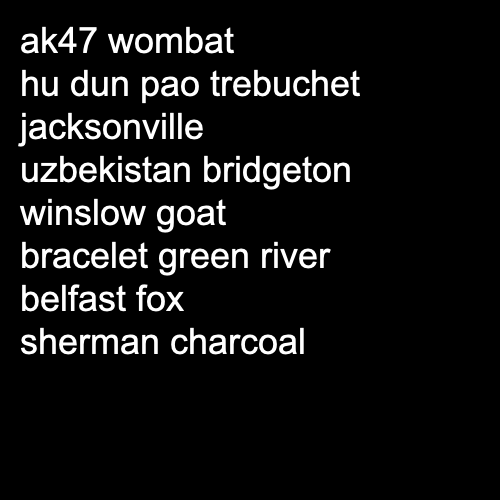 ak47 wombat
hu dun pao trebuchet
jacksonville
uzbekistan bridgeton
winslow goat
bracelet green river
belfast fox
sherman charcoal